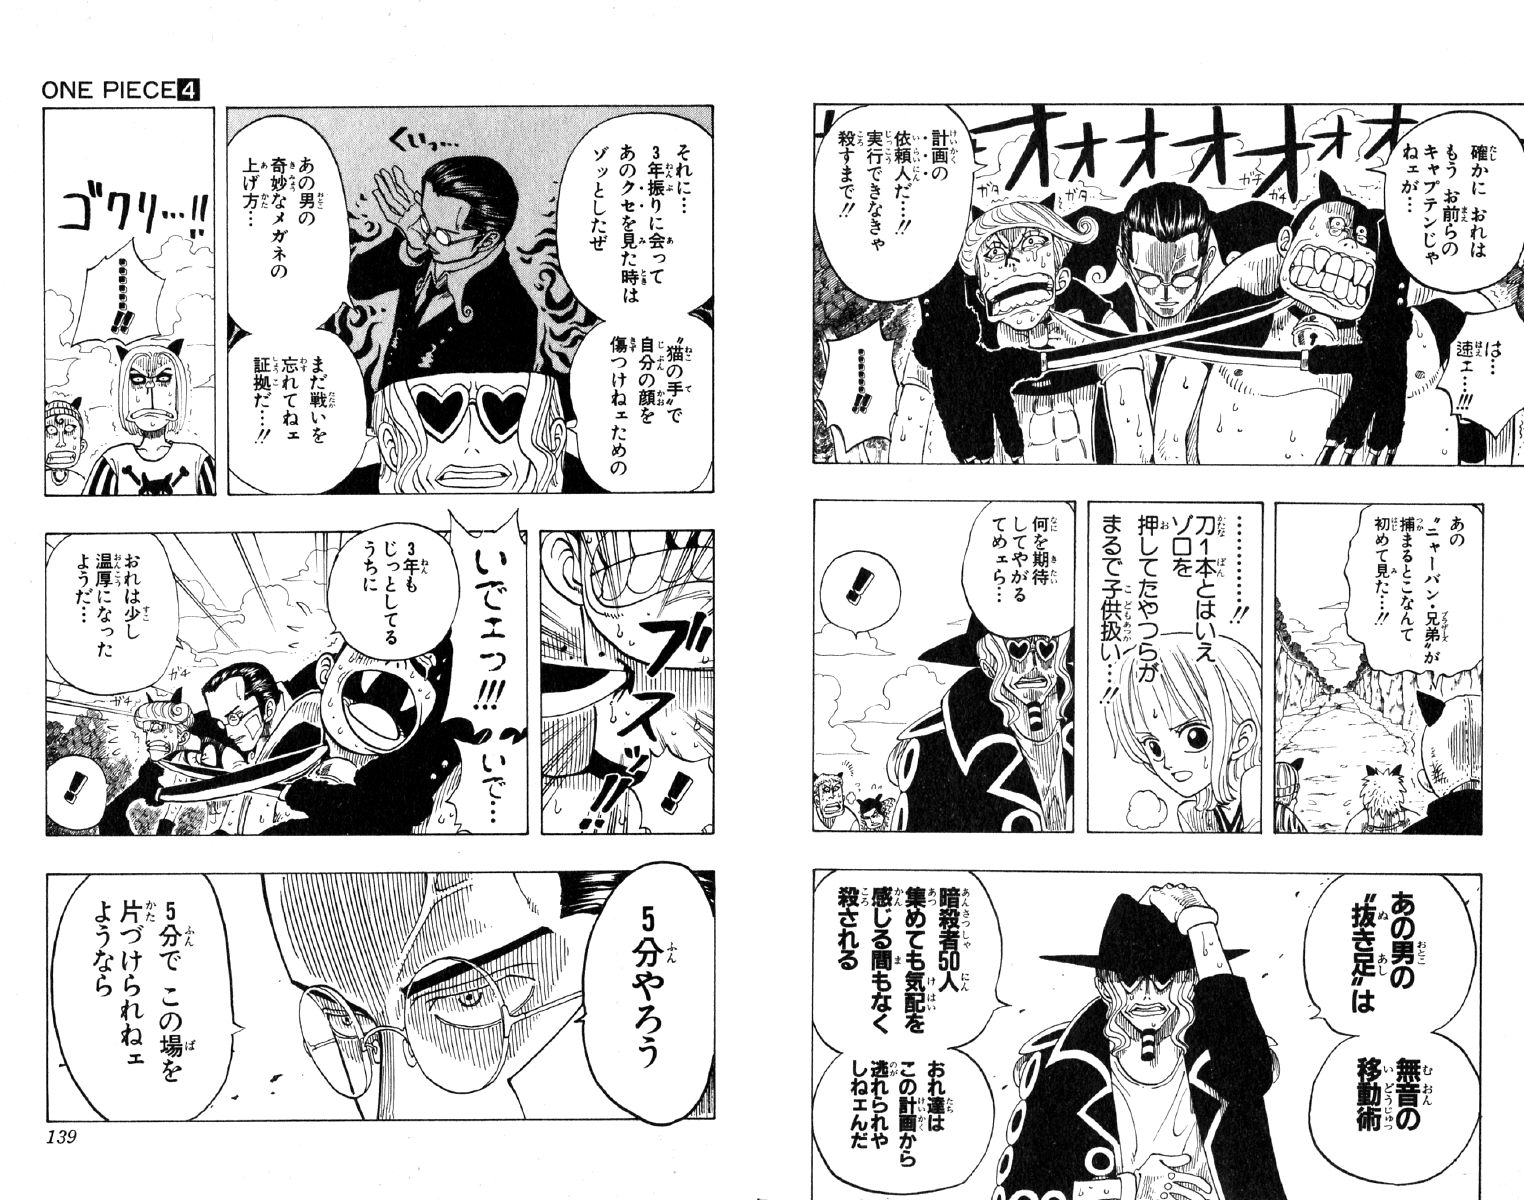 ONE PIECE 4
確かに おれは
もう お前らの
キャプテンじゃ
ねェが…
オオオオオオ
は…
速ェ…!!!
計画の
依頼人だ…!!
実行できなきゃ
殺すまで!!
ガタ
ガタ
ガチ
ガチ
………!!
あの
“ニャーバン・兄弟”が
捕まるとこなんて
初めて見た…!!
…………!!
刀1本とはいえ
ゾロを
押してたやつらが
まるで子供扱い…!!
何を期待
してやがる
てめェら…
!
あの男の
“抜き足”は
無音の
移動術
暗殺者50人
集めても気配を
感じる間もなく
殺される
おれ達は
この計画から
逃れられや
しねェんだ
それに…
3年振りに会って
あのクセを見た時は
ゾッとしたぜ
“猫の手”で
自分の顔を
傷つけねェための
くいっ…
あの男の
奇妙なメガネの
上げ方…
まだ戦いを
忘れてねェ
証拠だ…!!
ゴクリ…!!
………!!
ズズ…!!
!
いでェっ!!!
いで…
3年も
じっとしてる
うちに
おれは少し
温厚になった
ようだ…
ガチ
ガチ
!
5分やろう
5分で この場を
片づけられねェ
ようなら
139